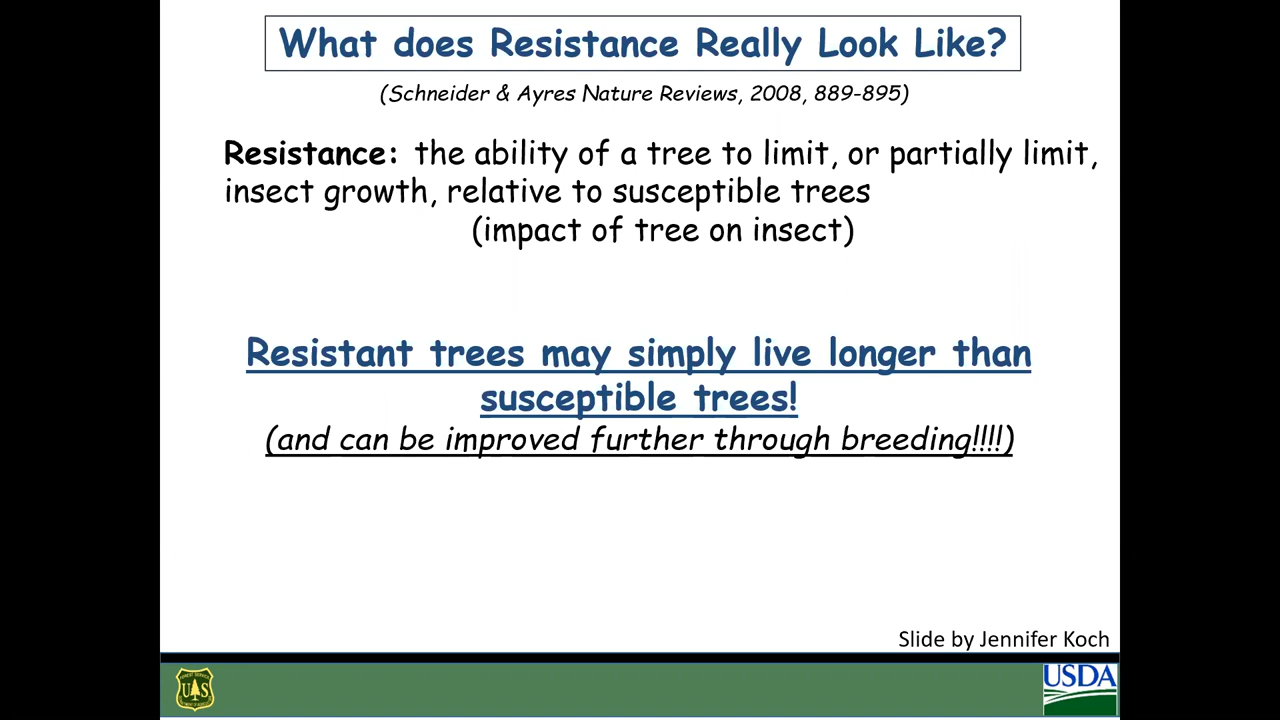 What does Resistance Really Look Like?
(Schneider & Ayres Nature Reviews, 2008, 889-895)
Resistance: the ability of a tree to limit, or partially limit,
insect growth, relative to susceptible trees
(impact of tree on insect)
Resistant trees may simply live longer than
susceptible trees!
(and can be improved further through breeding!!!!)
Slide by Jennifer Koch
FOREST SERVICE
U S
USDA